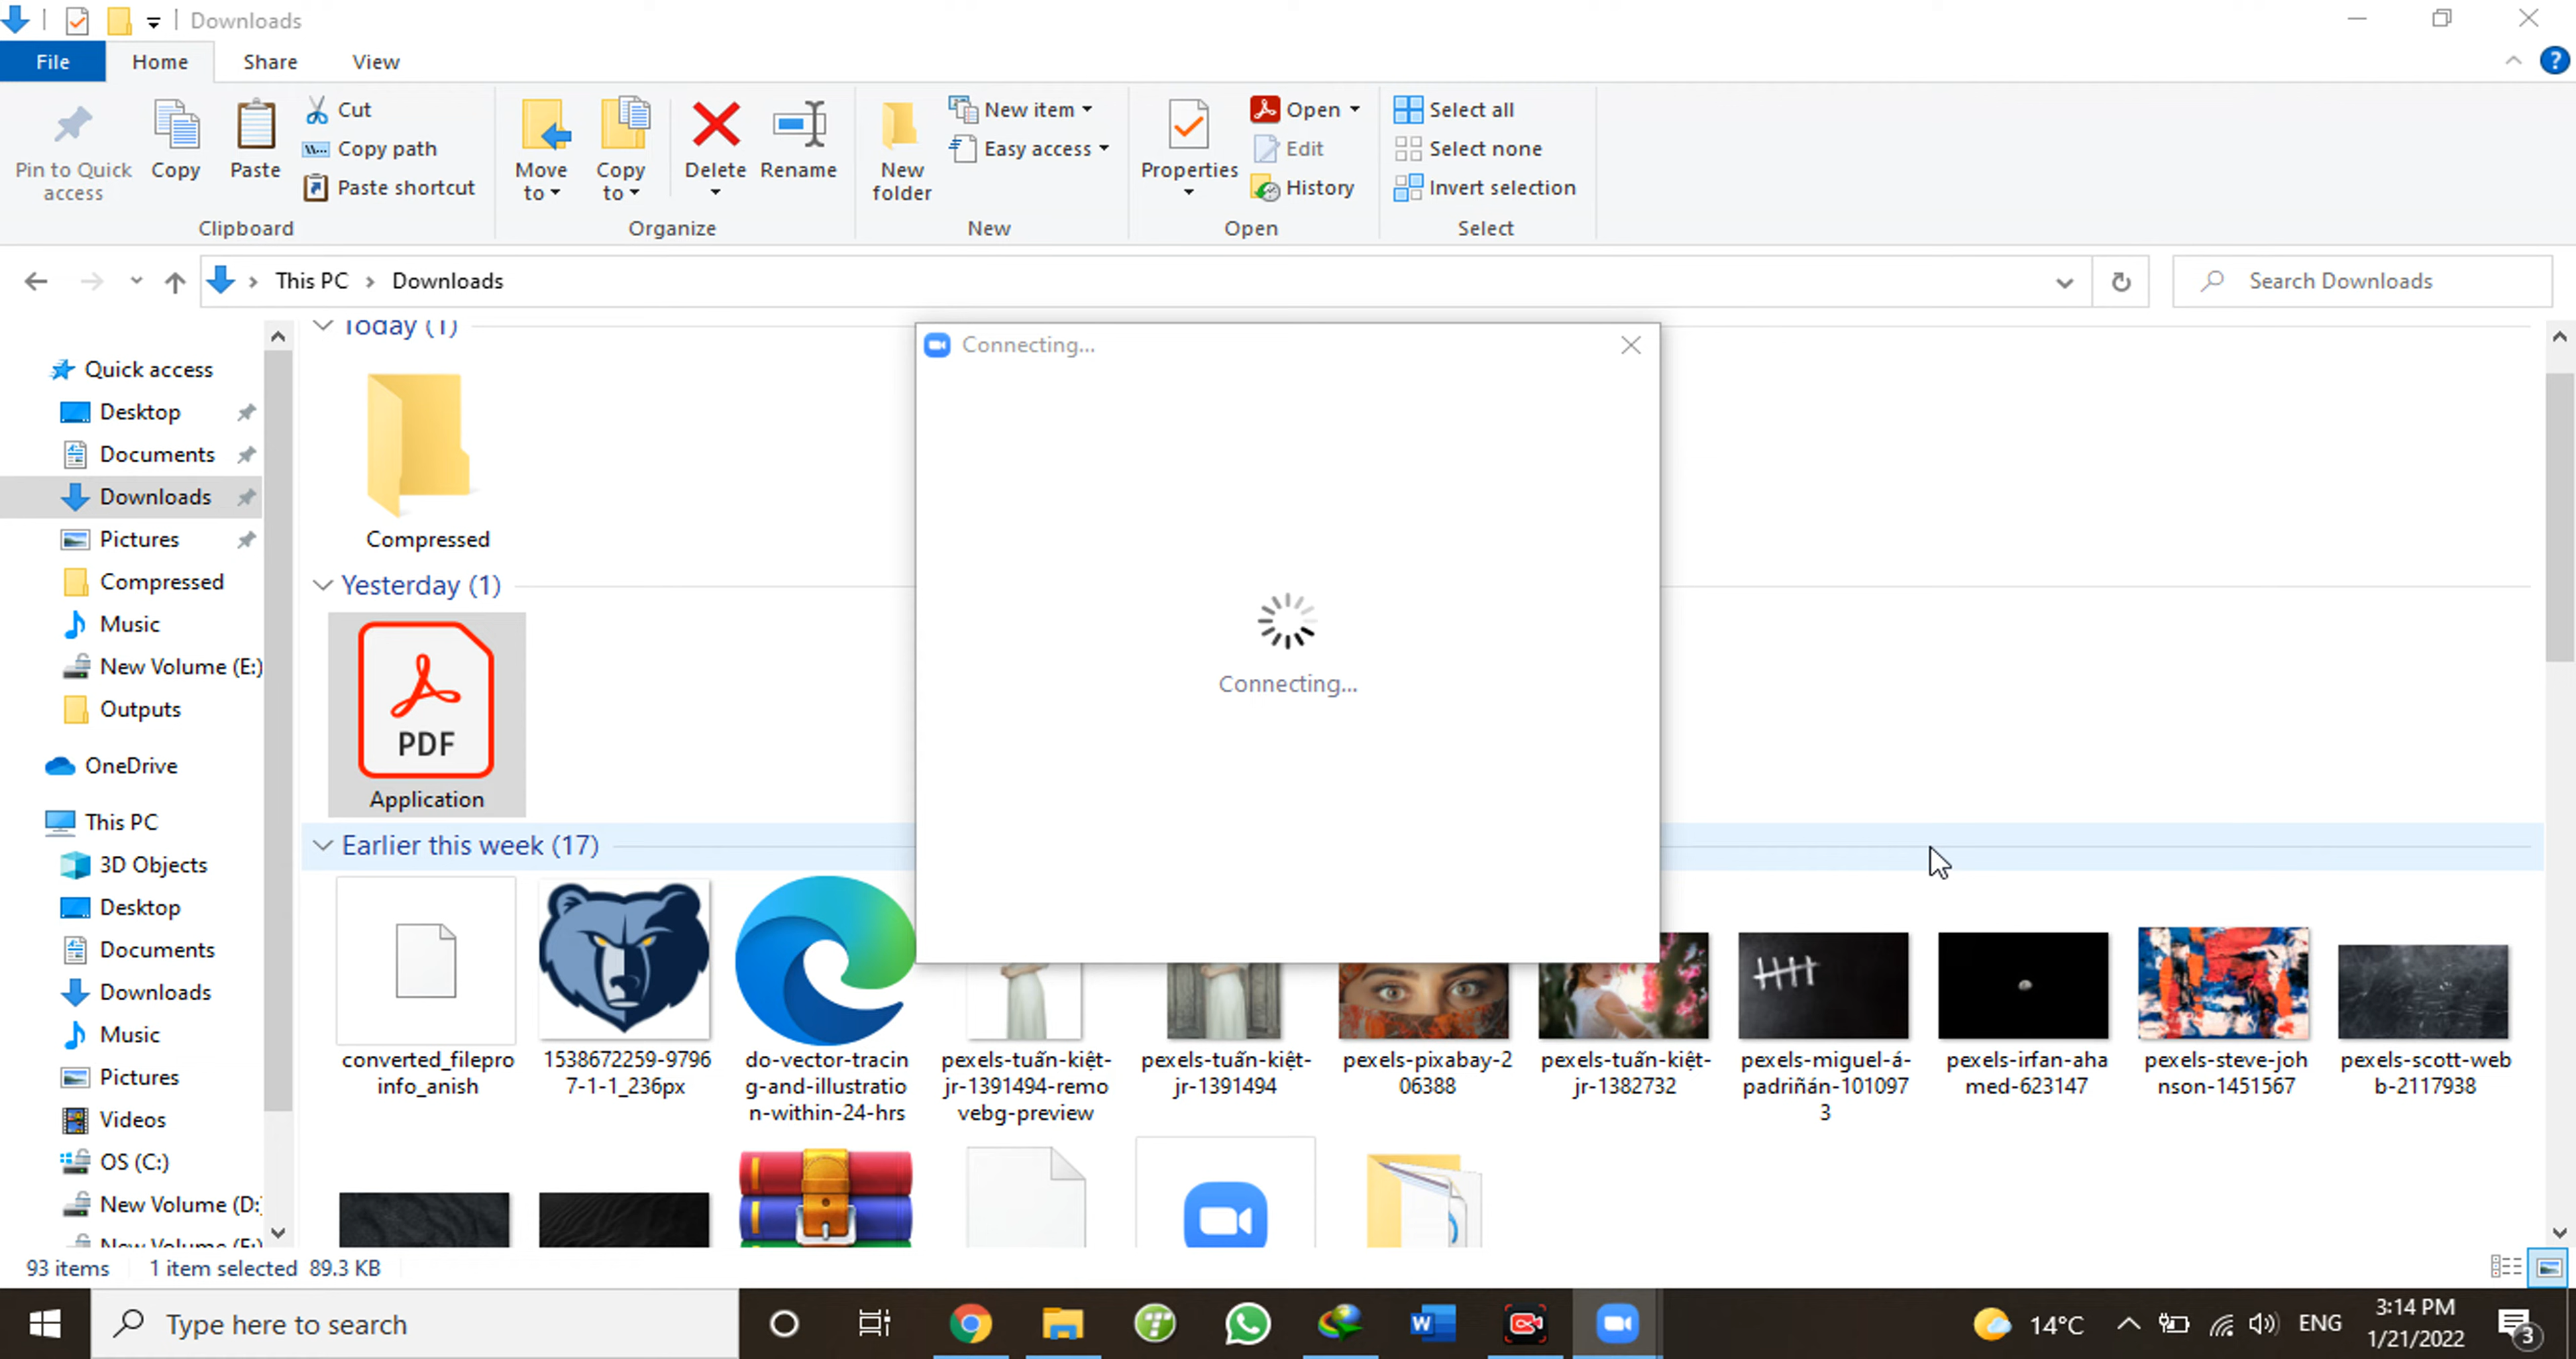 Downloads
File Home Share View
Pin to Quick access
Copy
Paste
Cut
Copy path
Paste shortcut
Clipboard
Move to
Copy to
Delete
Rename
Organize
New folder
New item
Easy access
New
Properties
Open
Edit
History
Open
Select all
Select none
Invert selection
Select
This PC > Downloads
Search Downloads
Quick access
Desktop
Documents
Downloads
Pictures
Compressed
Music
New Volume (E:)
Outputs
OneDrive
This PC
3D Objects
Desktop
Documents
Downloads
Music
Pictures
Videos
OS (C:)
New Volume (D:
Today (1)
Compressed
Yesterday (1)
PDF
Application
Earlier this week (17)
converted_filepro
info_anish
1538672259-9796
7-1-1_236px
do-vector-tracin
g-and-illustratio
n-within-24-hrs
pexels-tuấn-kiệt-
jr-1391494-remo
vebg-preview
pexels-tuấn-kiệt-
jr-1391494
pexels-pixabay-2
06388
pexels-tuấn-kiệt-
jr-1382732
pexels-miguel-á-
padriñán-101097
3
pexels-irfan-aha
med-623147
pexels-steve-joh
nson-1451567
pexels-scott-web
b-2117938
Connecting...
Connecting...
93 items 1 item selected 89.3 KB
Type here to search
14°C
ENG
3:14 PM
1/21/2022
3